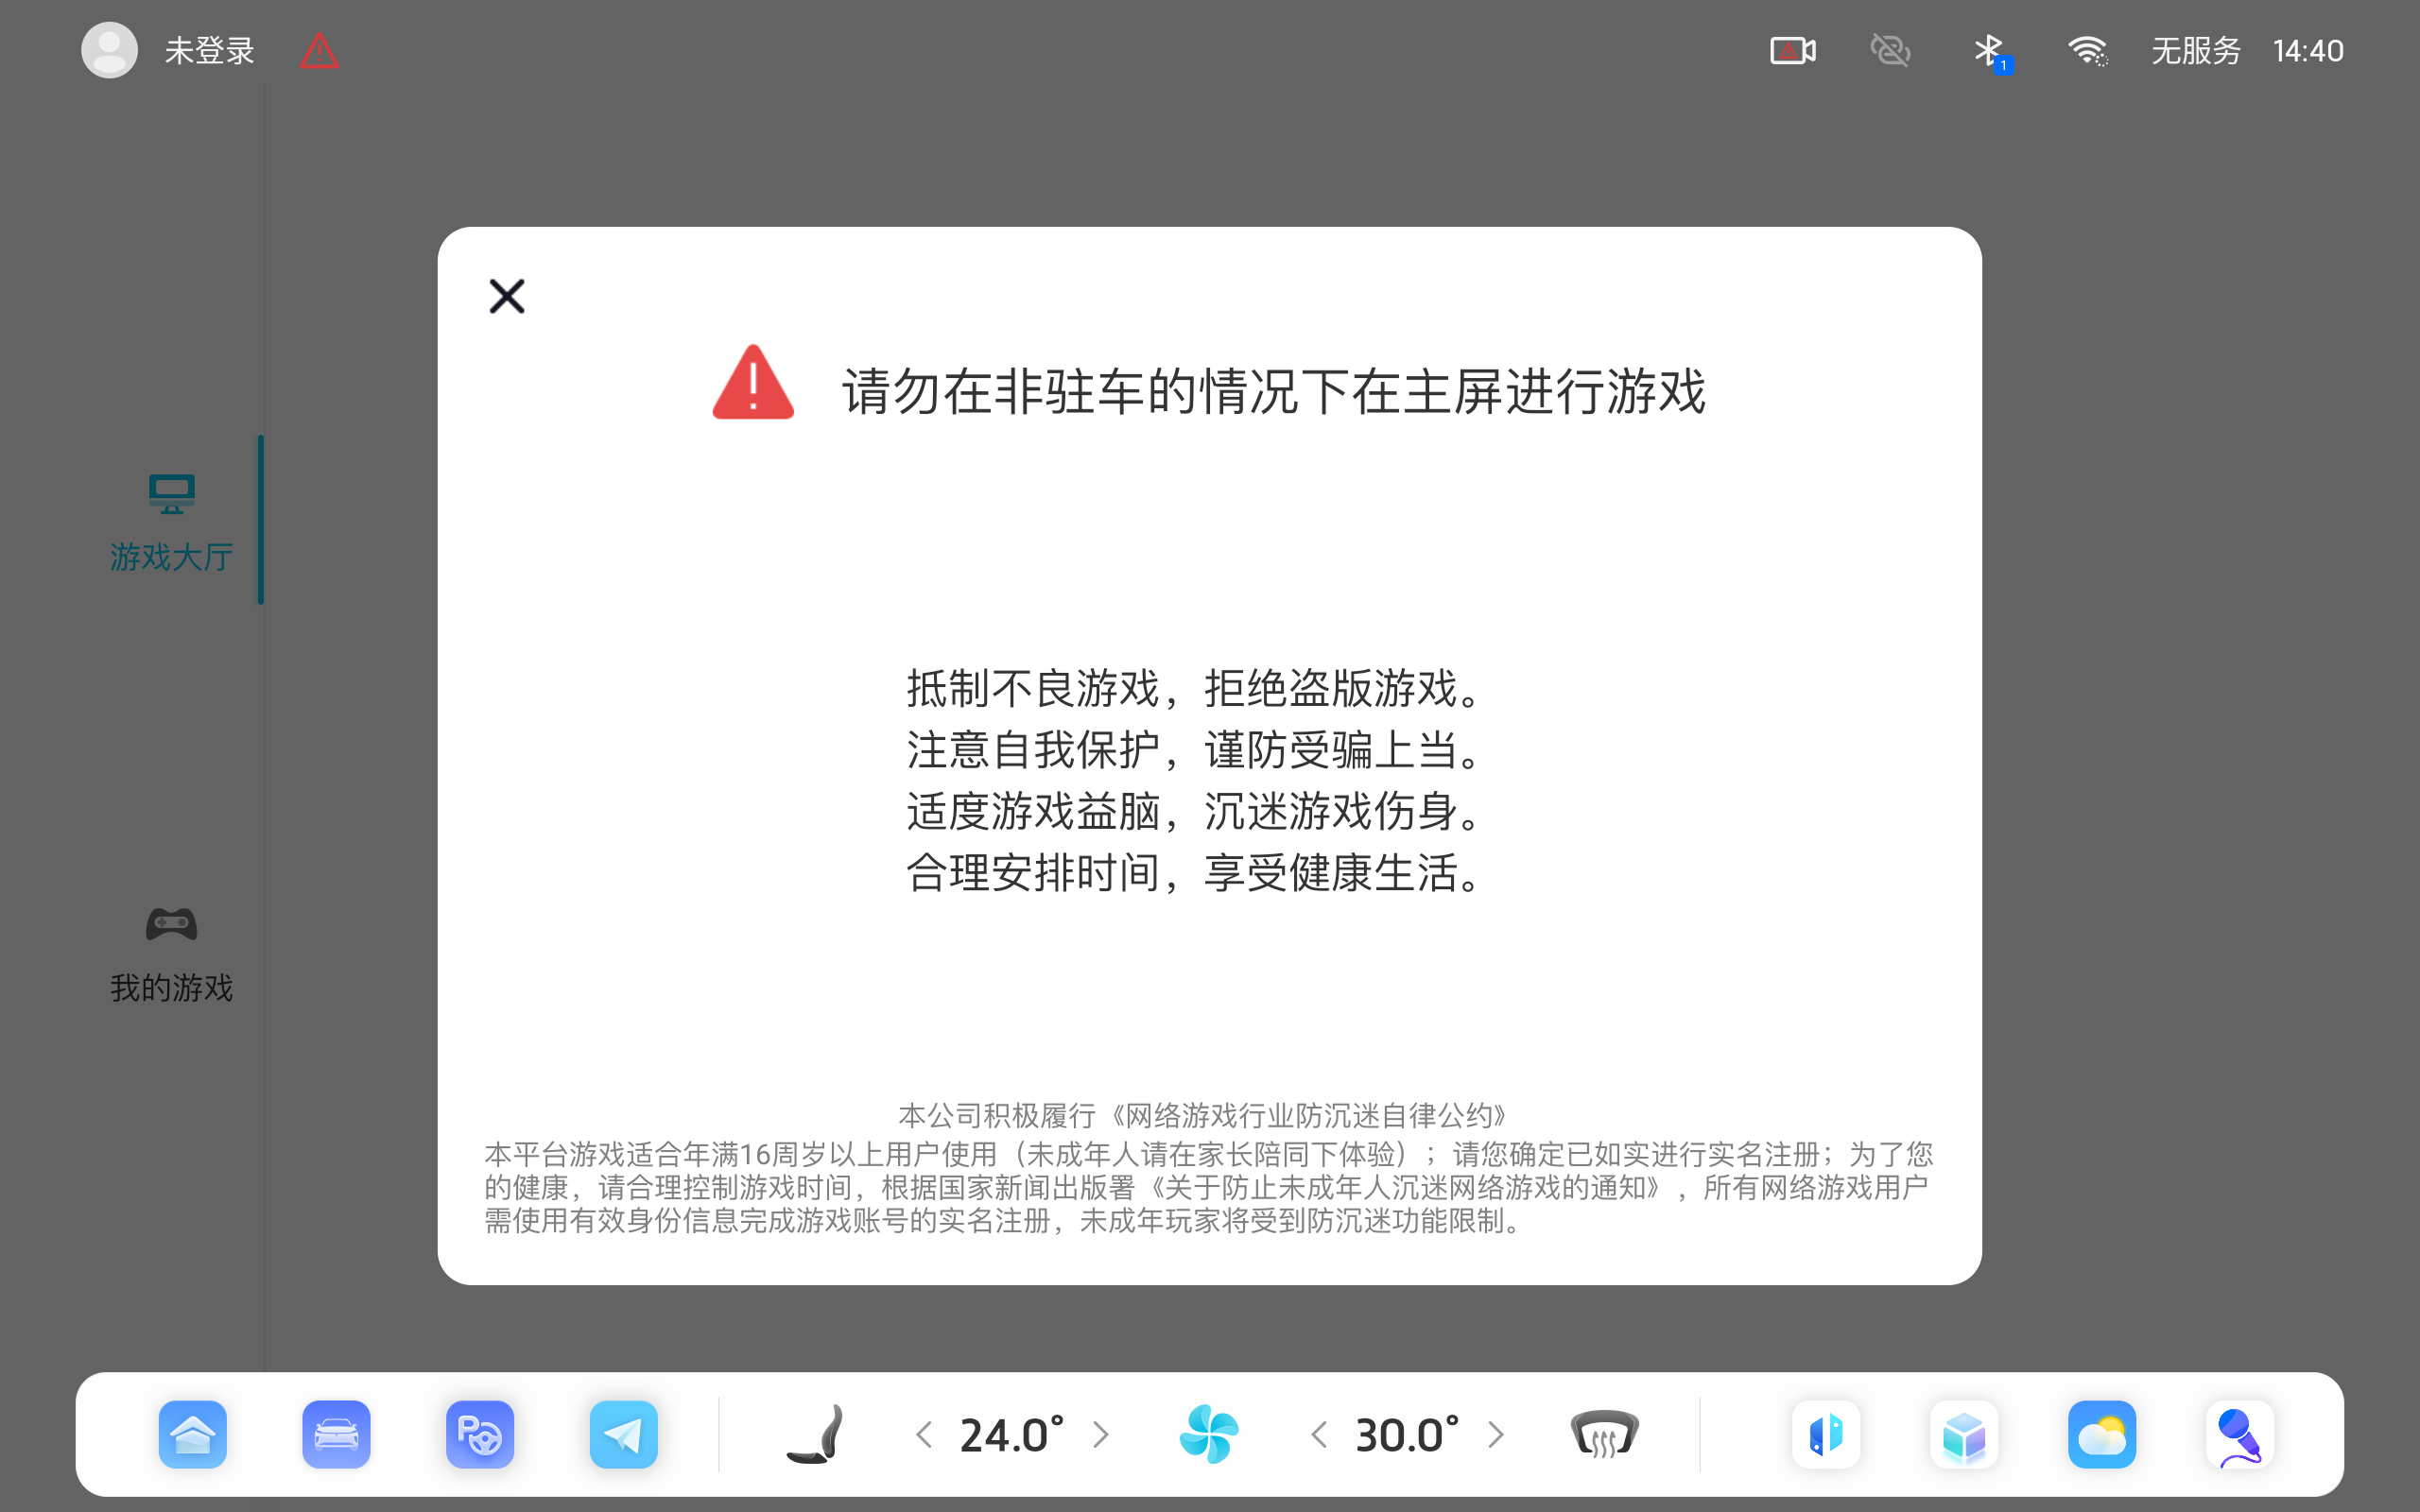 未登录
1
无服务
14:40
请勿在非驻车的情况下在主屏进行游戏
游戏大厅
抵制不良游戏，拒绝盗版游戏。
注意自我保护，谨防受骗上当。
适度游戏益脑，沉迷游戏伤身。
合理安排时间，享受健康生活。
我的游戏
本公司积极履行《网络游戏行业防沉迷自律公约》
本平台游戏适合年满16周岁以上用户使用（未成年人请在家长陪同下体验）；请您确定已如实进行实名注册；为了您
的健康，请合理控制游戏时间，根据国家新闻出版署《关于防止未成年人沉迷网络游戏的通知》，所有网络游戏用户
需使用有效身份信息完成游戏账号的实名注册，未成年玩家将受到防沉迷功能限制。
P
24.0°
30.0°